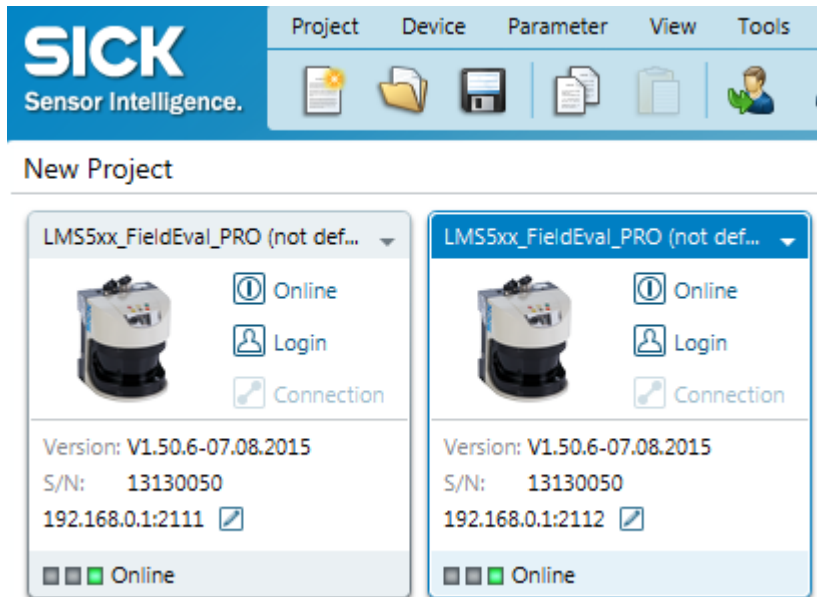 SICK
Sensor Intelligence.
Project Device Parameter View Tools
New Project
LMS5xx_FieldEval_PRO (not def...
Online
Login
Connection
Version: V1.50.6-07.08.2015
S/N: 13130050
192.168.0.1:2111
Online
LMS5xx_FieldEval_PRO (not def...
Online
Login
Connection
Version: V1.50.6-07.08.2015
S/N: 13130050
192.168.0.1:2112
Online